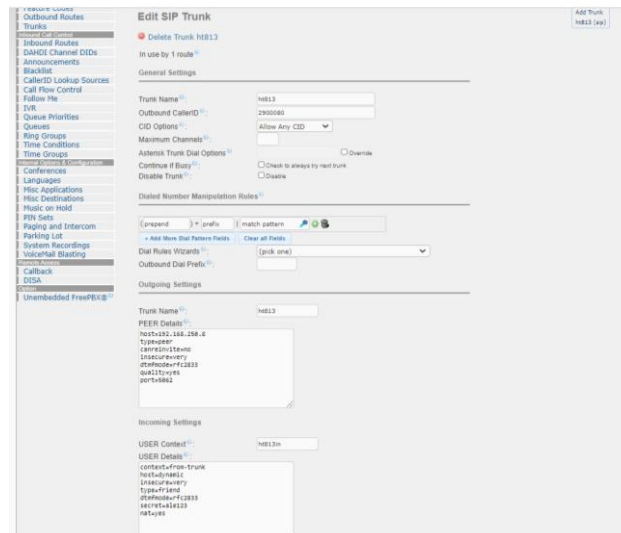 Feature Codes
Outbound Routes
Trunks
Inbound Call Control
Inbound Routes
DAHDI Channel DIDs
Announcements
Blacklist
CallerID Lookup Sources
Call Flow Control
Follow Me
IVR
Queue Priorities
Queues
Ring Groups
Time Conditions
Time Groups
Internal Options & Configuration
Conferences
Languages
Misc Applications
Misc Destinations
Music on Hold
PIN Sets
Paging and Intercom
Parking Lot
System Recordings
VoiceMail Blasting
Remote Access
Callback
DISA
Option
Unembedded FreePBX®
Edit SIP Trunk
Delete Trunk ht813
In use by 1 route
General Settings
Trunk Name : ht813
Outbound CallerID : 2900080
CID Options : Allow Any CID
Maximum Channels :
Asterisk Trunk Dial Options : Override
Continue if Busy : Check to always try next trunk
Disable Trunk : Disable
Dialed Number Manipulation Rules
(prepend) + prefix | match pattern
+ Add More Dial Pattern Fields Clear all Fields
Dial Rules Wizards : (pick one)
Outbound Dial Prefix :
Outgoing Settings
Trunk Name : ht813
PEER Details :
host=192.168.250.8
type=peer
canreinvite=no
insecure=very
dtmfmode=rfc2833
quality=yes
port=5062
Incoming Settings
USER Context : ht813in
USER Details :
context=from-trunk
host=dynamic
insecure=very
type=friend
dtmfmode=rfc2833
secret=ale123
nat=yes
Add Trunk
ht813 (sip)